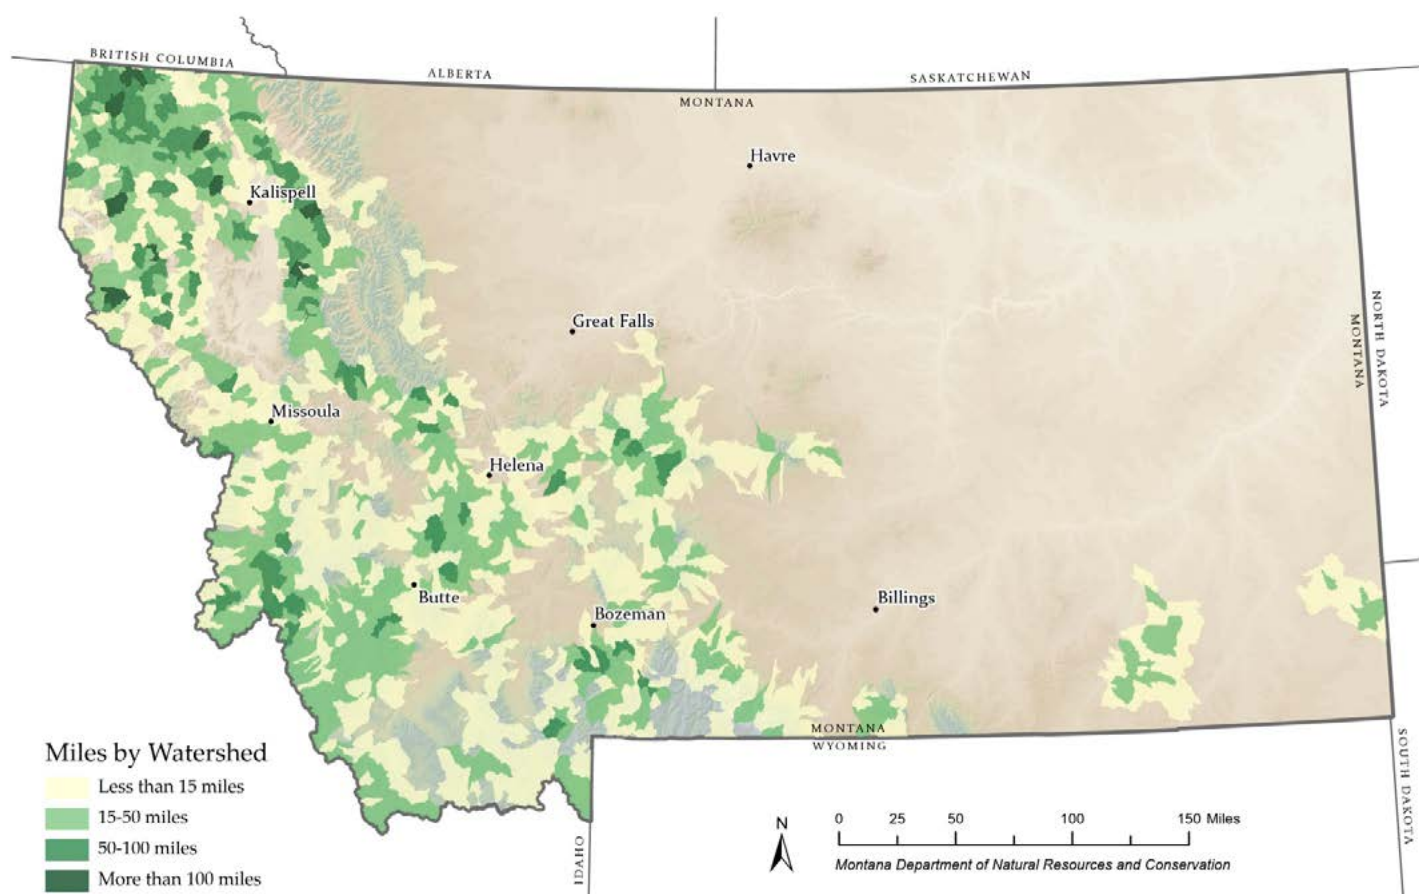 BRITISH COLUMBIA
ALBERTA
SASKATCHEWAN
MONTANA
Havre
Kalispell
Great Falls
NORTH DAKOTA
MONTANA
Missoula
Helena
Butte
Bozeman
Billings
MONTANA
WYOMING
SOUTH DAKOTA
IDAHO
Miles by Watershed
Less than 15 miles
15-50 miles
50-100 miles
More than 100 miles
N
0 25 50 100 150 Miles
Montana Department of Natural Resources and Conservation